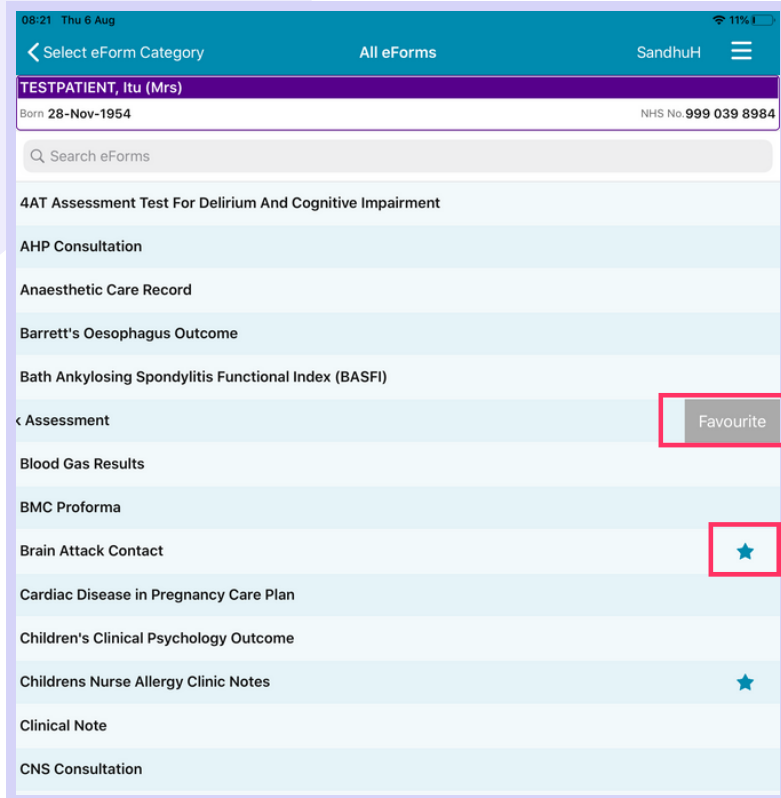 08:21 Thu 6 Aug 11%
Select eForm Category All eForms SandhuH
TESTPATIENT, Itu (Mrs)
Born 28-Nov-1954 NHS No. 999 039 8984
Search eForms
4AT Assessment Test For Delirium And Cognitive Impairment
AHP Consultation
Anaesthetic Care Record
Barrett's Oesophagus Outcome
Bath Ankylosing Spondylitis Functional Index (BASFI)
Assessment Favourite
Blood Gas Results
BMC Proforma
Brain Attack Contact
Cardiac Disease in Pregnancy Care Plan
Children's Clinical Psychology Outcome
Childrens Nurse Allergy Clinic Notes
Clinical Note
CNS Consultation